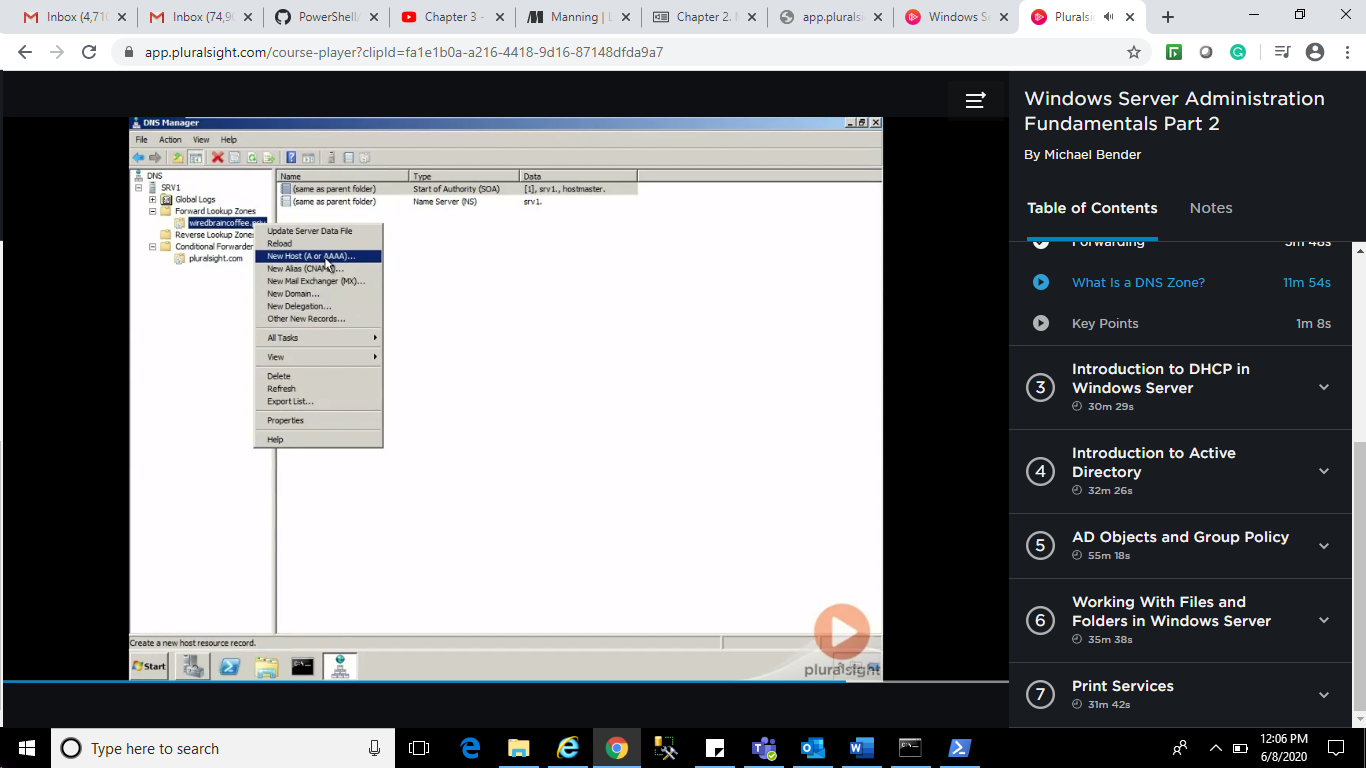 Inbox (4,71
Inbox (74,9
PowerShell/
Chapter 3 -
Manning | L
Chapter 2.
app.plurals
Windows Se
Pluralsi
app.pluralsight.com/course-player?clipId=fa1e1b0a-a216-4418-9d16-87148dfda9a7
DNS Manager
File Action View Help
DNS
SRV1
Global Logs
Forward Lookup Zones
wiredbraincoffee.priv
Reverse Lookup Zone
Conditional Forwarder
pluralsight.com
Name Type Data
(same as parent folder) Start of Authority (SOA) [1], srv1., hostmaster.
(same as parent folder) Name Server (NS) srv1.
Update Server Data File
Reload
New Host (A or AAAA)...
New Alias (CNAME)...
New Mail Exchanger (MX)...
New Domain...
New Delegation...
Other New Records...
All Tasks
View
Delete
Refresh
Export List...
Properties
Help
Create a new host resource record.
Start
pluralsight
Windows Server Administration
Fundamentals Part 2
By Michael Bender
Table of Contents Notes
Forwarding 5m 48s
What Is a DNS Zone? 11m 54s
Key Points 1m 8s
3 Introduction to DHCP in
Windows Server
30m 29s
4 Introduction to Active
Directory
32m 26s
5 AD Objects and Group Policy
55m 18s
6 Working With Files and
Folders in Windows Server
35m 38s
7 Print Services
31m 42s
Type here to search
12:06 PM
6/8/2020